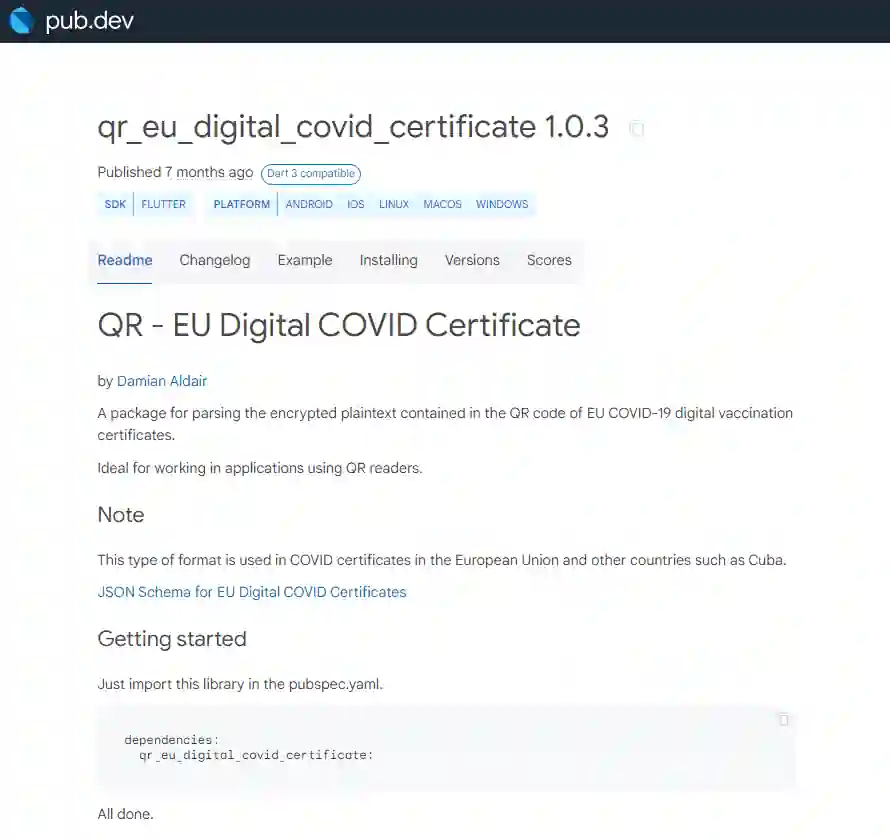 pub.dev
qr_eu_digital_covid_certificate 1.0.3
Published 7 months ago Dart 3 compatible
SDK FLUTTER PLATFORM ANDROID IOS LINUX MACOS WINDOWS
Readme Changelog Example Installing Versions Scores
QR - EU Digital COVID Certificate
by Damian Aldair
A package for parsing the encrypted plaintext contained in the QR code of EU COVID-19 digital vaccination
certificates.
Ideal for working in applications using QR readers.
Note
This type of format is used in COVID certificates in the European Union and other countries such as Cuba.
JSON Schema for EU Digital COVID Certificates
Getting started
Just import this library in the pubspec.yaml.
dependencies:
qr_eu_digital_covid_certificate:
All done.